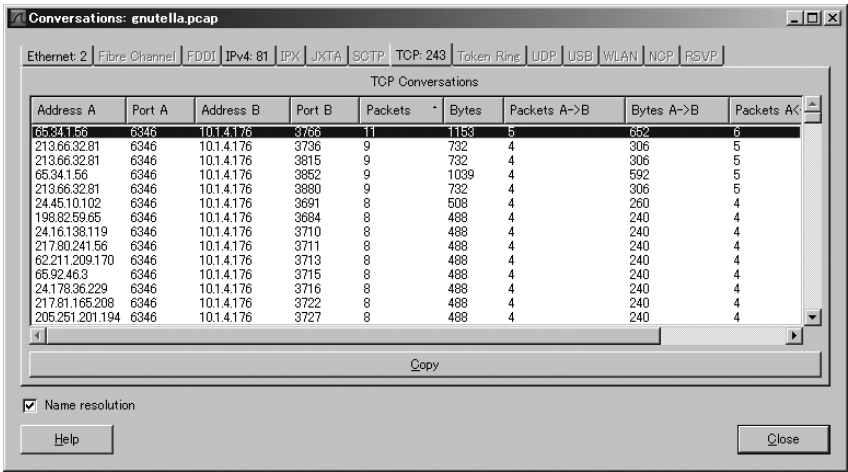 Conversations: gnutella.pcap
Ethernet: 2 Fibre Channel FDDI IPv4: 81 IPX JXTA SCTP TCP: 243 Token Ring UDP USB WLAN NCP RSVP
TCP Conversations
Address A Port A Address B Port B Packets Bytes Packets A->B Bytes A->B Packets A<-
65.34.1.56 6346 10.1.4.176 3766 11 1153 5 652 6
213.66.32.81 6346 10.1.4.176 3736 9 732 4 306 5
213.66.32.81 6346 10.1.4.176 3815 9 732 4 306 5
65.34.1.56 6346 10.1.4.176 3852 9 1039 4 592 5
213.66.32.81 6346 10.1.4.176 3880 9 732 4 306 5
24.45.10.102 6346 10.1.4.176 3691 8 508 4 260 4
198.82.59.65 6346 10.1.4.176 3684 8 488 4 240 4
24.16.138.119 6346 10.1.4.176 3710 8 488 4 240 4
217.80.241.56 6346 10.1.4.176 3711 8 488 4 240 4
62.211.209.170 6346 10.1.4.176 3713 8 488 4 240 4
65.92.46.3 6346 10.1.4.176 3715 8 488 4 240 4
24.178.36.229 6346 10.1.4.176 3716 8 488 4 240 4
217.81.165.208 6346 10.1.4.176 3722 8 488 4 240 4
205.251.201.194 6346 10.1.4.176 3727 8 488 4 240 4
Copy
Name resolution
Help Close